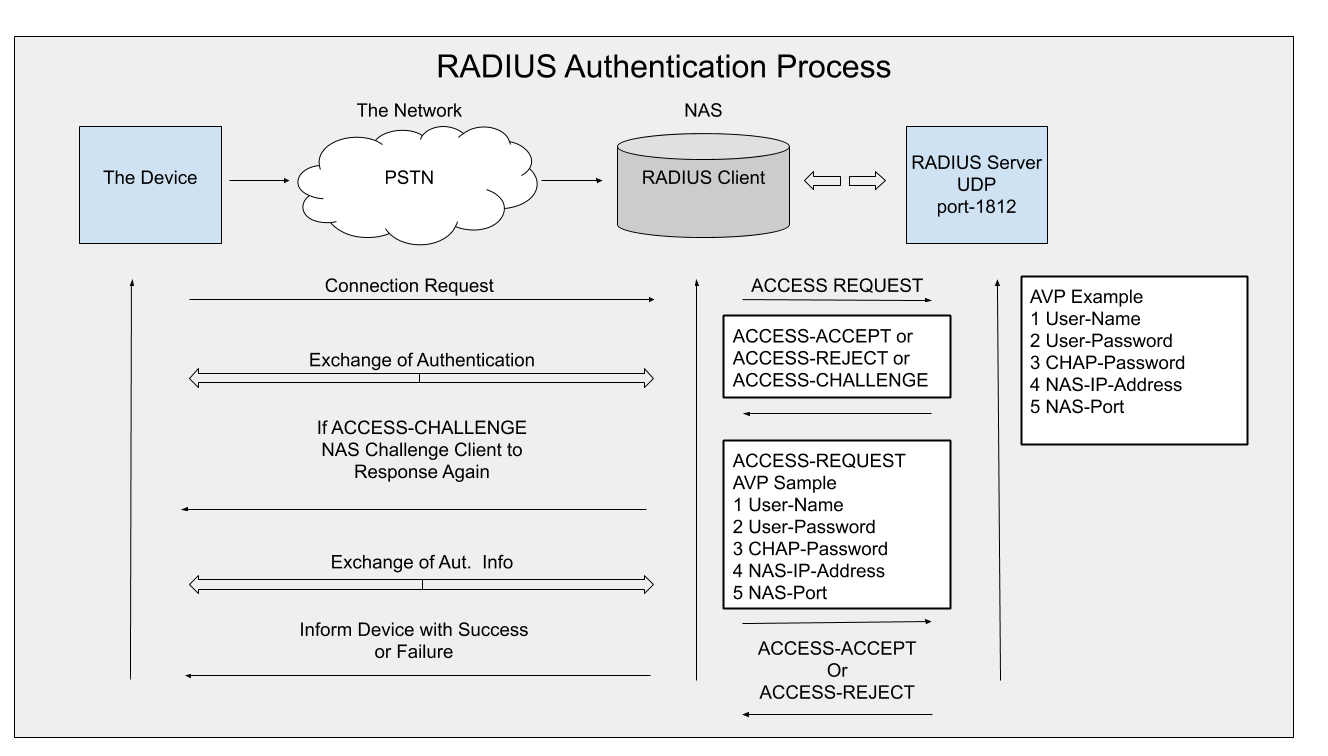 RADIUS Authentication Process
The Network
NAS
The Device
PSTN
RADIUS Client
RADIUS Server
UDP
port-1812
Connection Request
ACCESS REQUEST
ACCESS-ACCEPT or
ACCESS-REJECT or
ACCESS-CHALLENGE
AVP Example
1 User-Name
2 User-Password
3 CHAP-Password
4 NAS-IP-Address
5 NAS-Port
Exchange of Authentication
If ACCESS-CHALLENGE
NAS Challenge Client to
Response Again
ACCESS-REQUEST
AVP Sample
1 User-Name
2 User-Password
3 CHAP-Password
4 NAS-IP-Address
5 NAS-Port
Exchange of Aut.  Info
Inform Device with Success
or Failure
ACCESS-ACCEPT
Or
ACCESS-REJECT